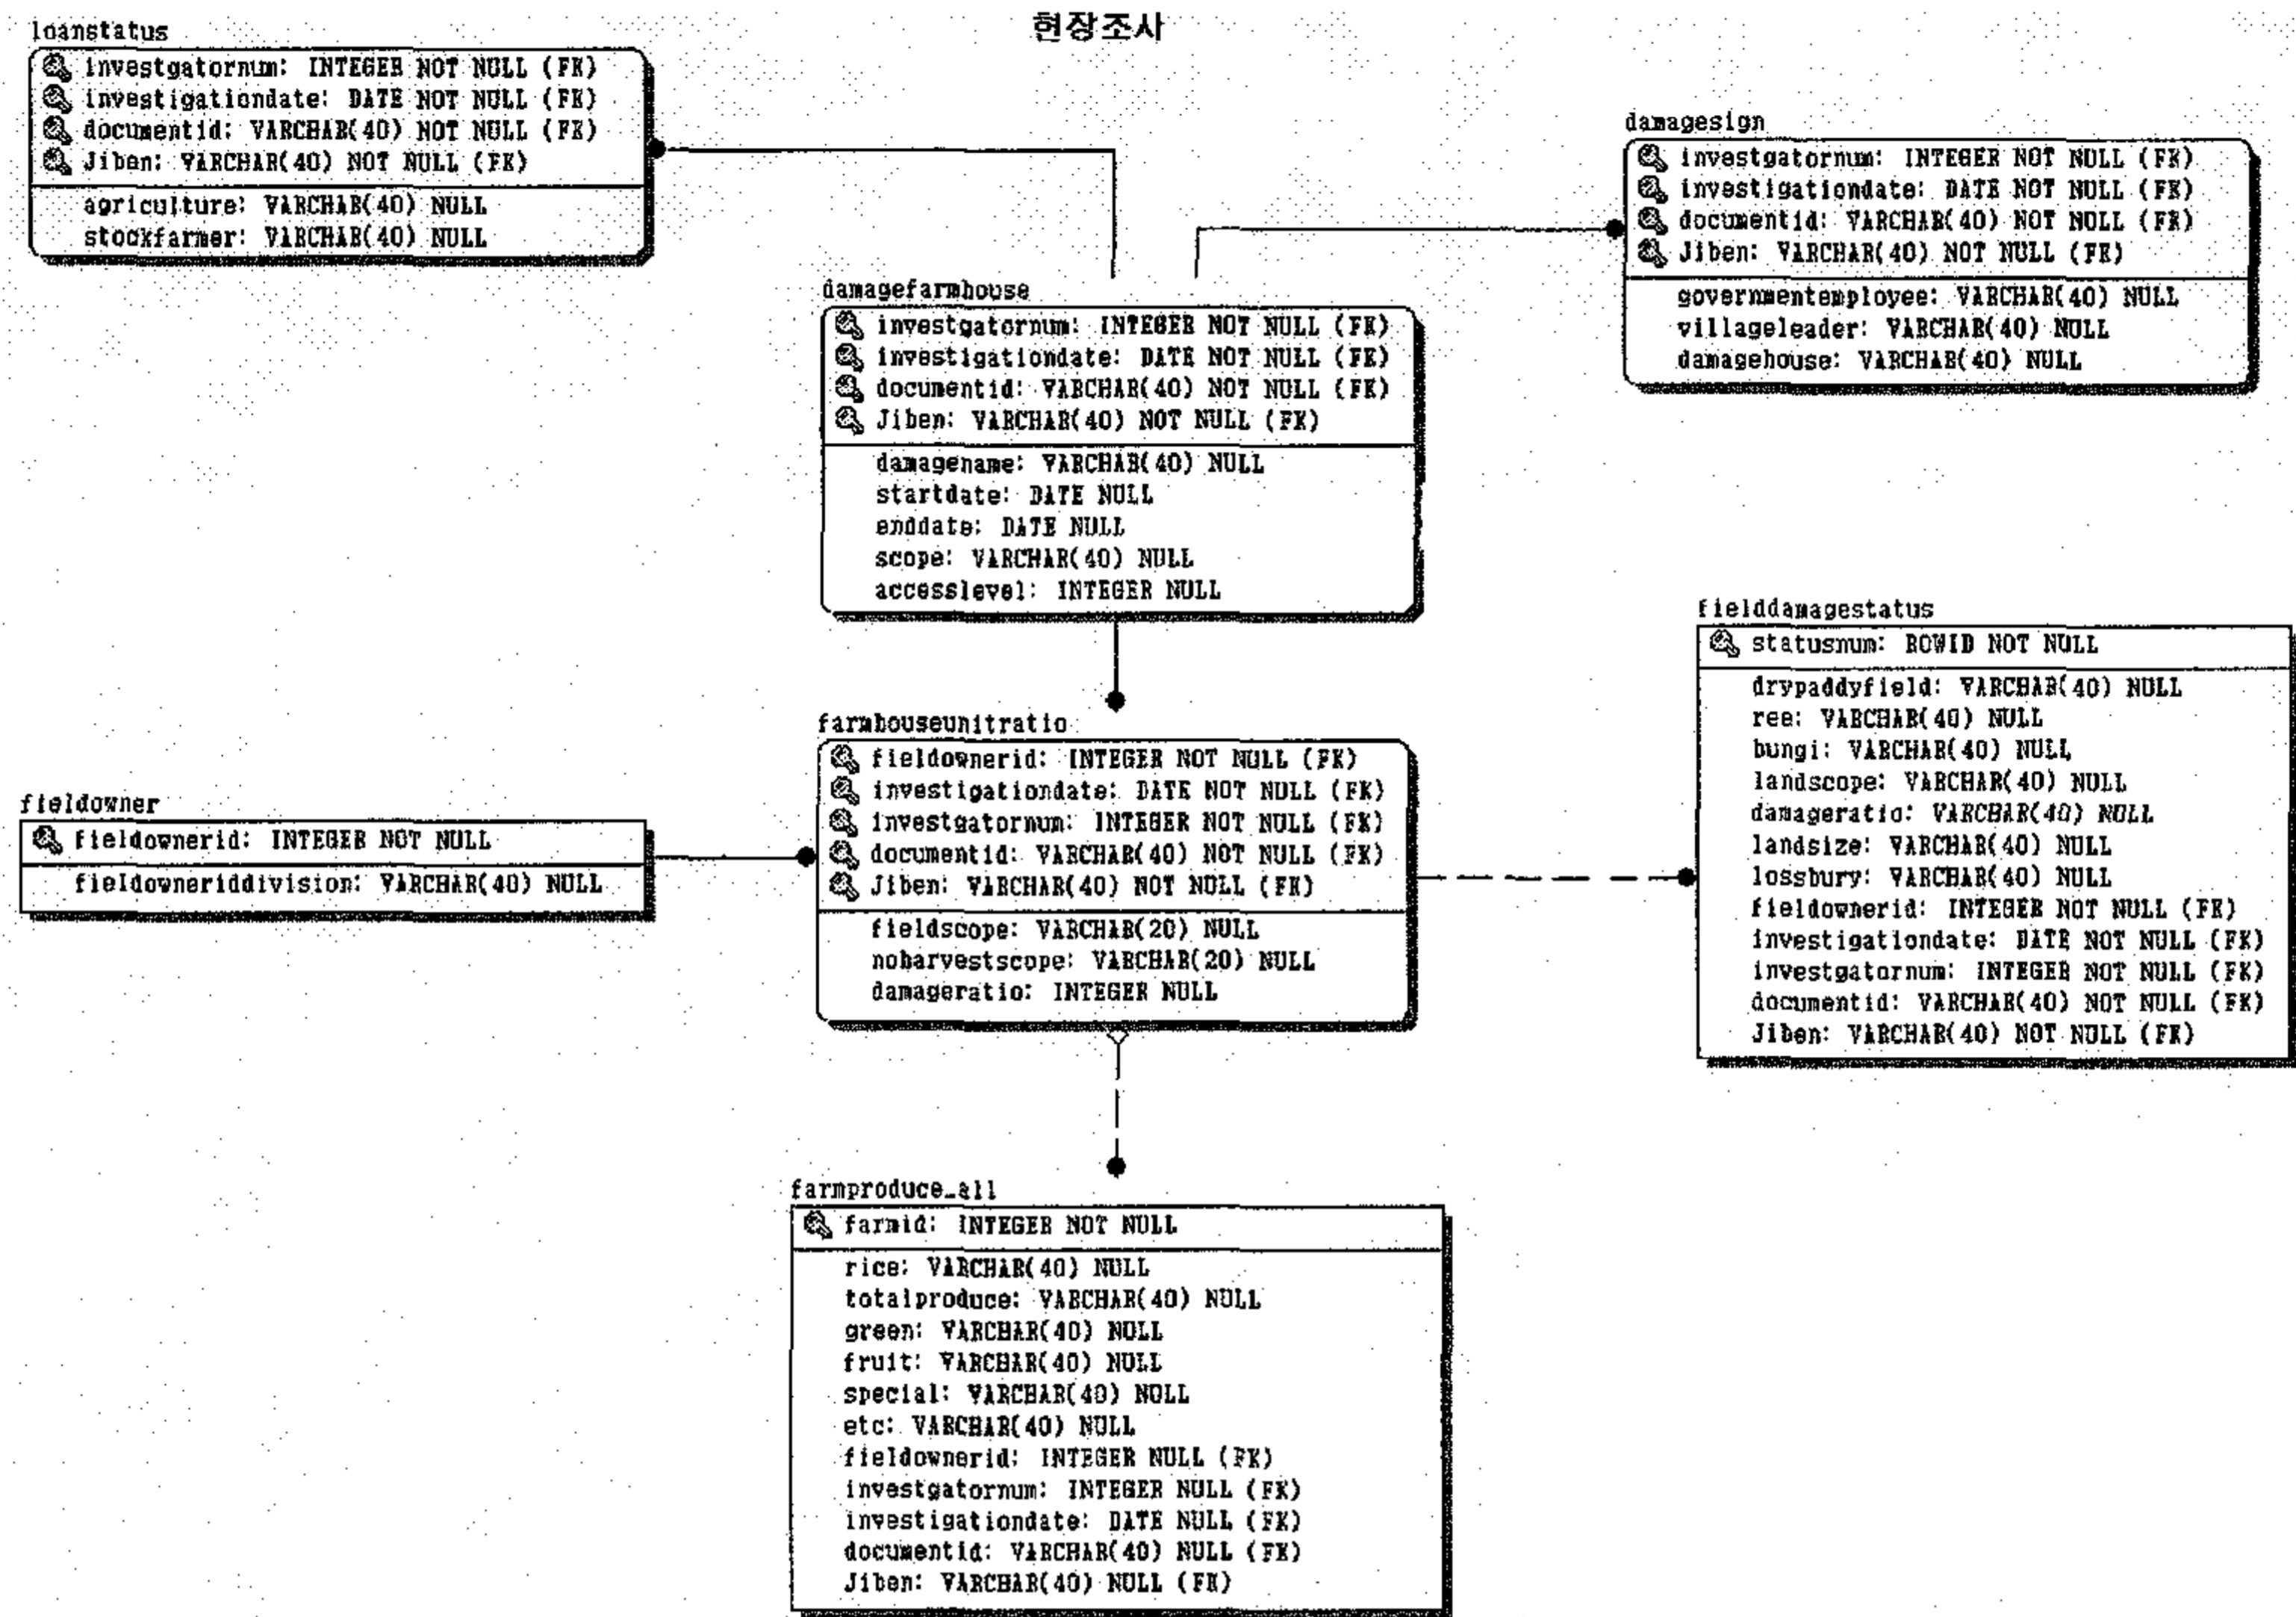 현장조사
loanstatus
investgatornum: INTEGER NOT NULL (FK)
investigationdate: DATE NOT NULL (FK)
documentid: VARCHAR(40) NOT NULL (FK)
Jiben: VARCHAR(40) NOT NULL (FK)
agriculture: VARCHAR(40) NULL
stockfarmer: VARCHAR(40) NULL
damagesign
investgatornum: INTEGER NOT NULL (FK)
investigationdate: DATE NOT NULL (FK)
documentid: VARCHAR(40) NOT NULL (FK)
Jiben: VARCHAR(40) NOT NULL (FK)
governmentemployee: VARCHAR(40) NULL
villageleader: VARCHAR(40) NULL
damagehouse: VARCHAR(40) NULL
damagefarmhouse
investgatornum: INTEGER NOT NULL (FK)
investigationdate: DATE NOT NULL (FK)
documentid: VARCHAR(40) NOT NULL (FK)
Jiben: VARCHAR(40) NOT NULL (FK)
damagename: VARCHAR(40) NULL
startdate: DATE NULL
enddate: DATE NULL
scope: VARCHAR(40) NULL
accesslevel: INTEGER NULL
fielddamagestatus
statusnum: ROWID NOT NULL
drypaddyfield: VARCHAR(40) NULL
ree: VARCHAR(40) NULL
bungi: VARCHAR(40) NULL
landscope: VARCHAR(40) NULL
damageratio: VARCHAR(40) NULL
landsize: VARCHAR(40) NULL
lossbury: VARCHAR(40) NULL
fieldownerid: INTEGER NOT NULL (FK)
investigationdate: DATE NOT NULL (FK)
investgatornum: INTEGER NOT NULL (FK)
documentid: VARCHAR(40) NOT NULL (FK)
Jiben: VARCHAR(40) NOT NULL (FK)
farmhouseunitratio
fieldownerid: INTEGER NOT NULL (FK)
investigationdate: DATE NOT NULL (FK)
investgatornum: INTEGER NOT NULL (FK)
documentid: VARCHAR(40) NOT NULL (FK)
Jiben: VARCHAR(40) NOT NULL (FK)
fieldscope: VARCHAR(20) NULL
noharvestscope: VARCHAR(20) NULL
damageratio: INTEGER NULL
fieldowner
fieldownerid: INTEGER NOT NULL
fieldowneriddivision: VARCHAR(40) NULL
farmproduce_all
farmid: INTEGER NOT NULL
rice: VARCHAR(40) NULL
totalproduce: VARCHAR(40) NULL
green: VARCHAR(40) NULL
fruit: VARCHAR(40) NULL
special: VARCHAR(40) NULL
etc: VARCHAR(40) NULL
fieldownerid: INTEGER NULL (FK)
investgatornum: INTEGER NULL (FK)
investigationdate: DATE NULL (FK)
documentid: VARCHAR(40) NULL (FK)
Jiben: VARCHAR(40) NULL (FK)